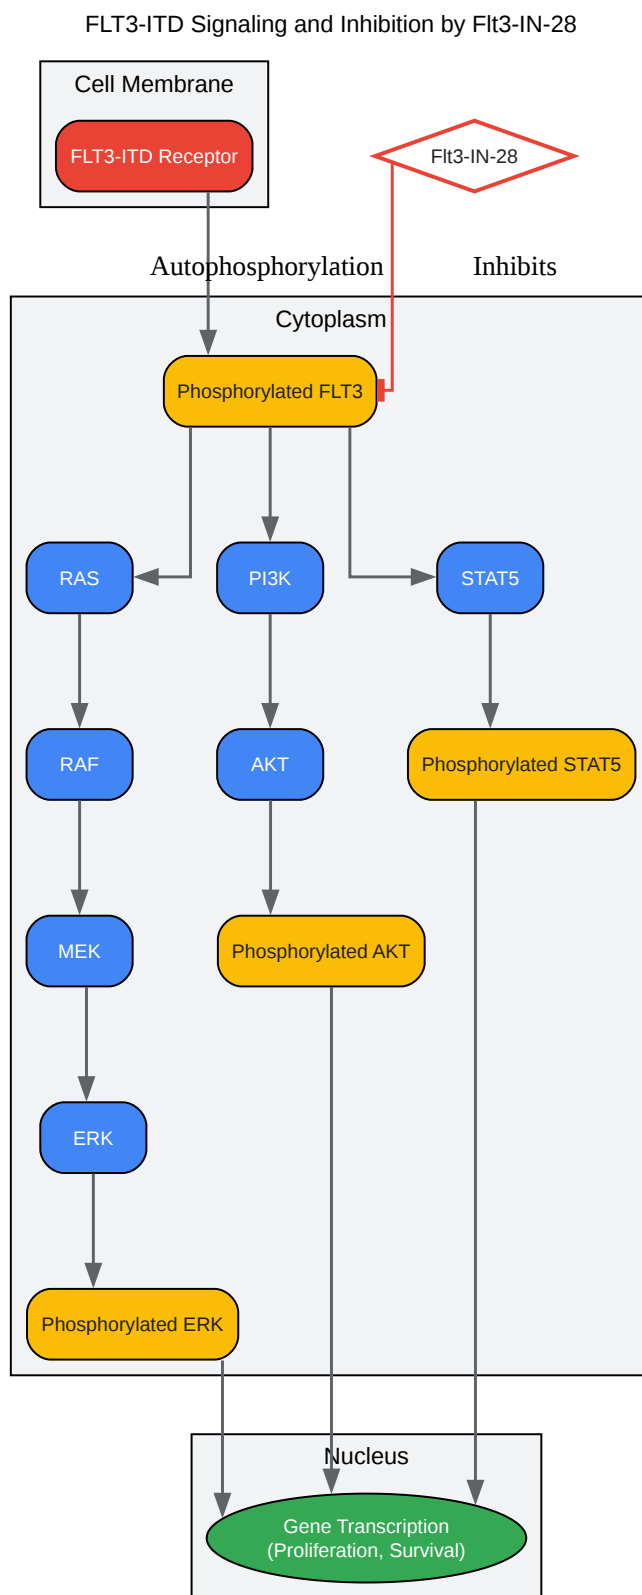 FLT3-ITD Signaling and Inhibition by Flt3-IN-28
Cell Membrane
FLT3-ITD Receptor
Flt3-IN-28
Autophosphorylation
Inhibits
Cytoplasm
Phosphorylated FLT3
RAS
PI3K
STAT5
RAF
AKT
Phosphorylated STAT5
MEK
Phosphorylated AKT
ERK
Phosphorylated ERK
Nucleus
Gene Transcription
(Proliferation, Survival)